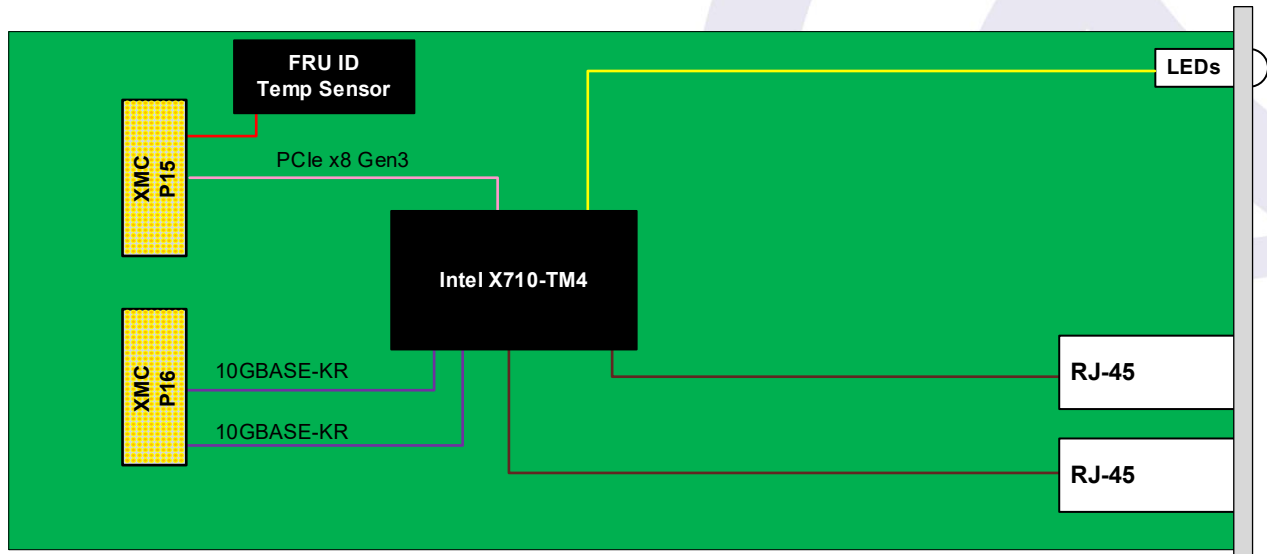 FRU ID
Temp Sensor
LEDs
XMC
P15
PCIe x8 Gen3
Intel X710-TM4
XMC
P16
10GBASE-KR
10GBASE-KR
RJ-45
RJ-45